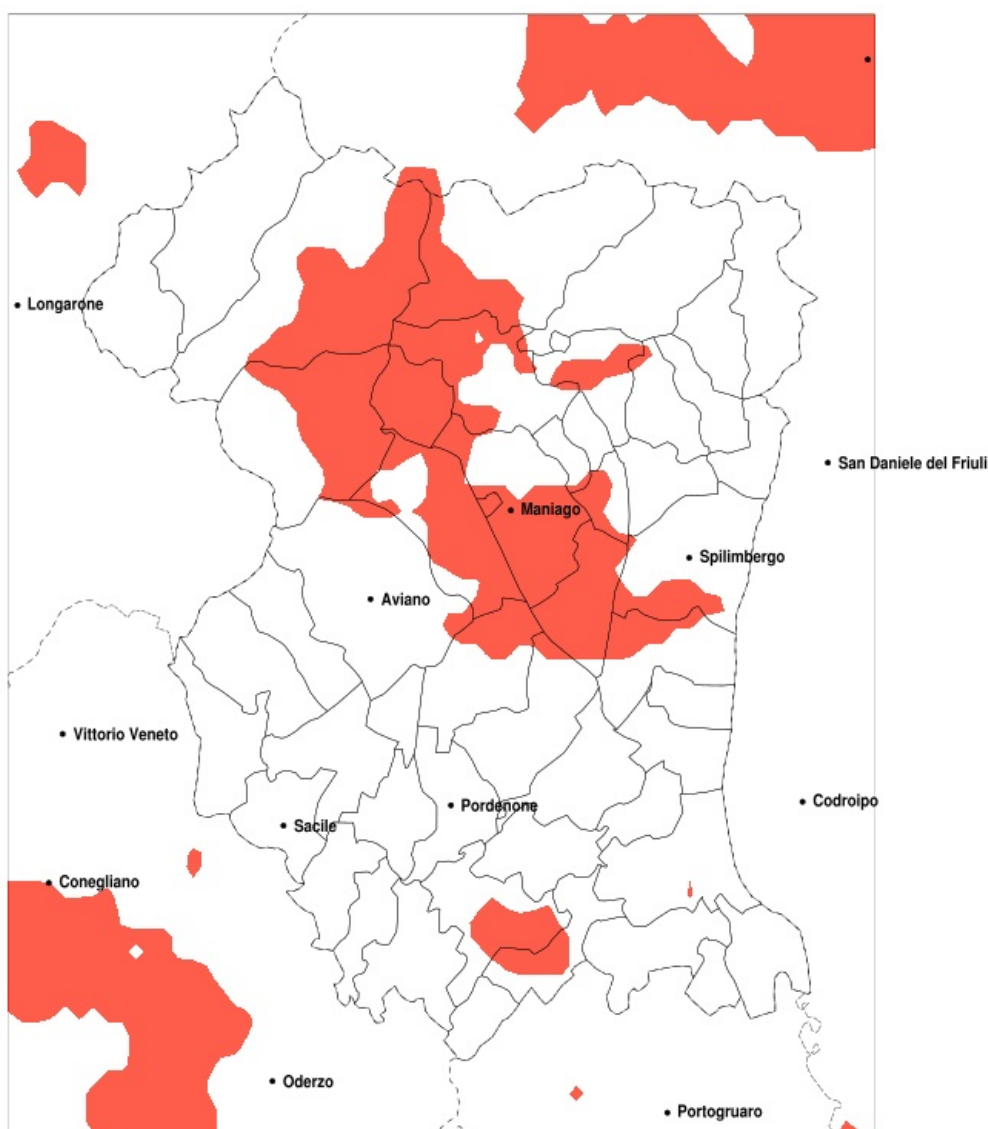 Longarone
San Daniele del Friuli
Maniago
Spilimbergo
Aviano
Vittorio Veneto
Pordenone
Codroipo
Sacile
Conegliano
Oderzo
Portogruaro